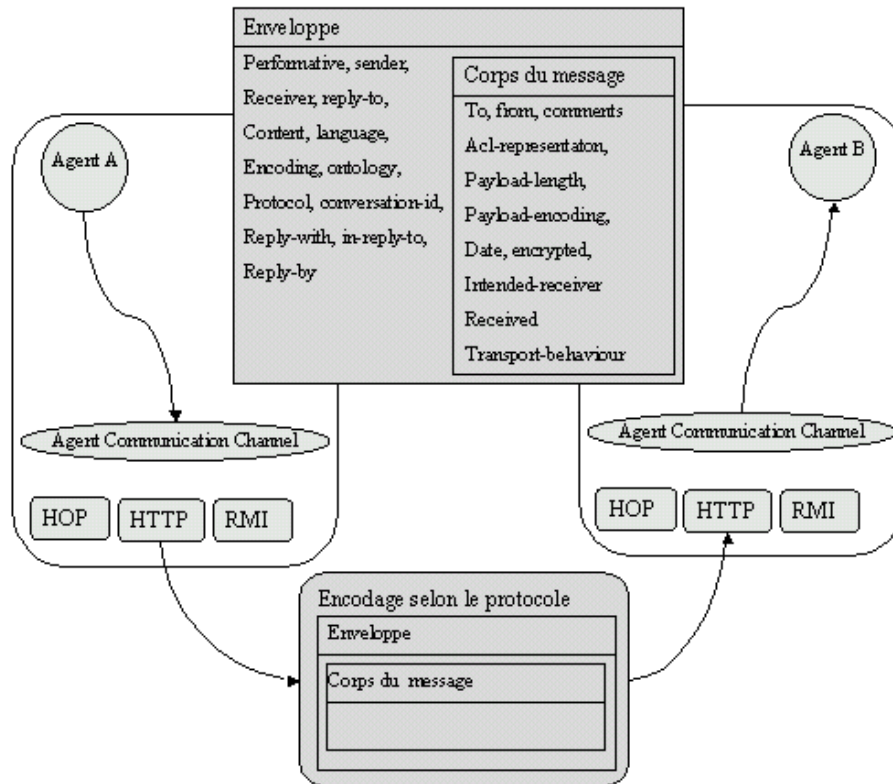 Enveloppe
Performative, sender,
Receiver, reply-to,
Content, language,
Encoding, ontology,
Protocol, conversation-id,
Reply-with, in-reply-to,
Reply-by
Corps du message
To, from, comments
Acl-representaton,
Payload-length,
Payload-encoding,
Date, encrypted,
Intended-receiver
Received
Transport-behaviour
Agent A
Agent B
Agent Communication Channel
Agent Communication Channel
HOP
HTTP
RMI
HOP
HTTP
RMI
Encodage selon le protocole
Enveloppe
Corps du message